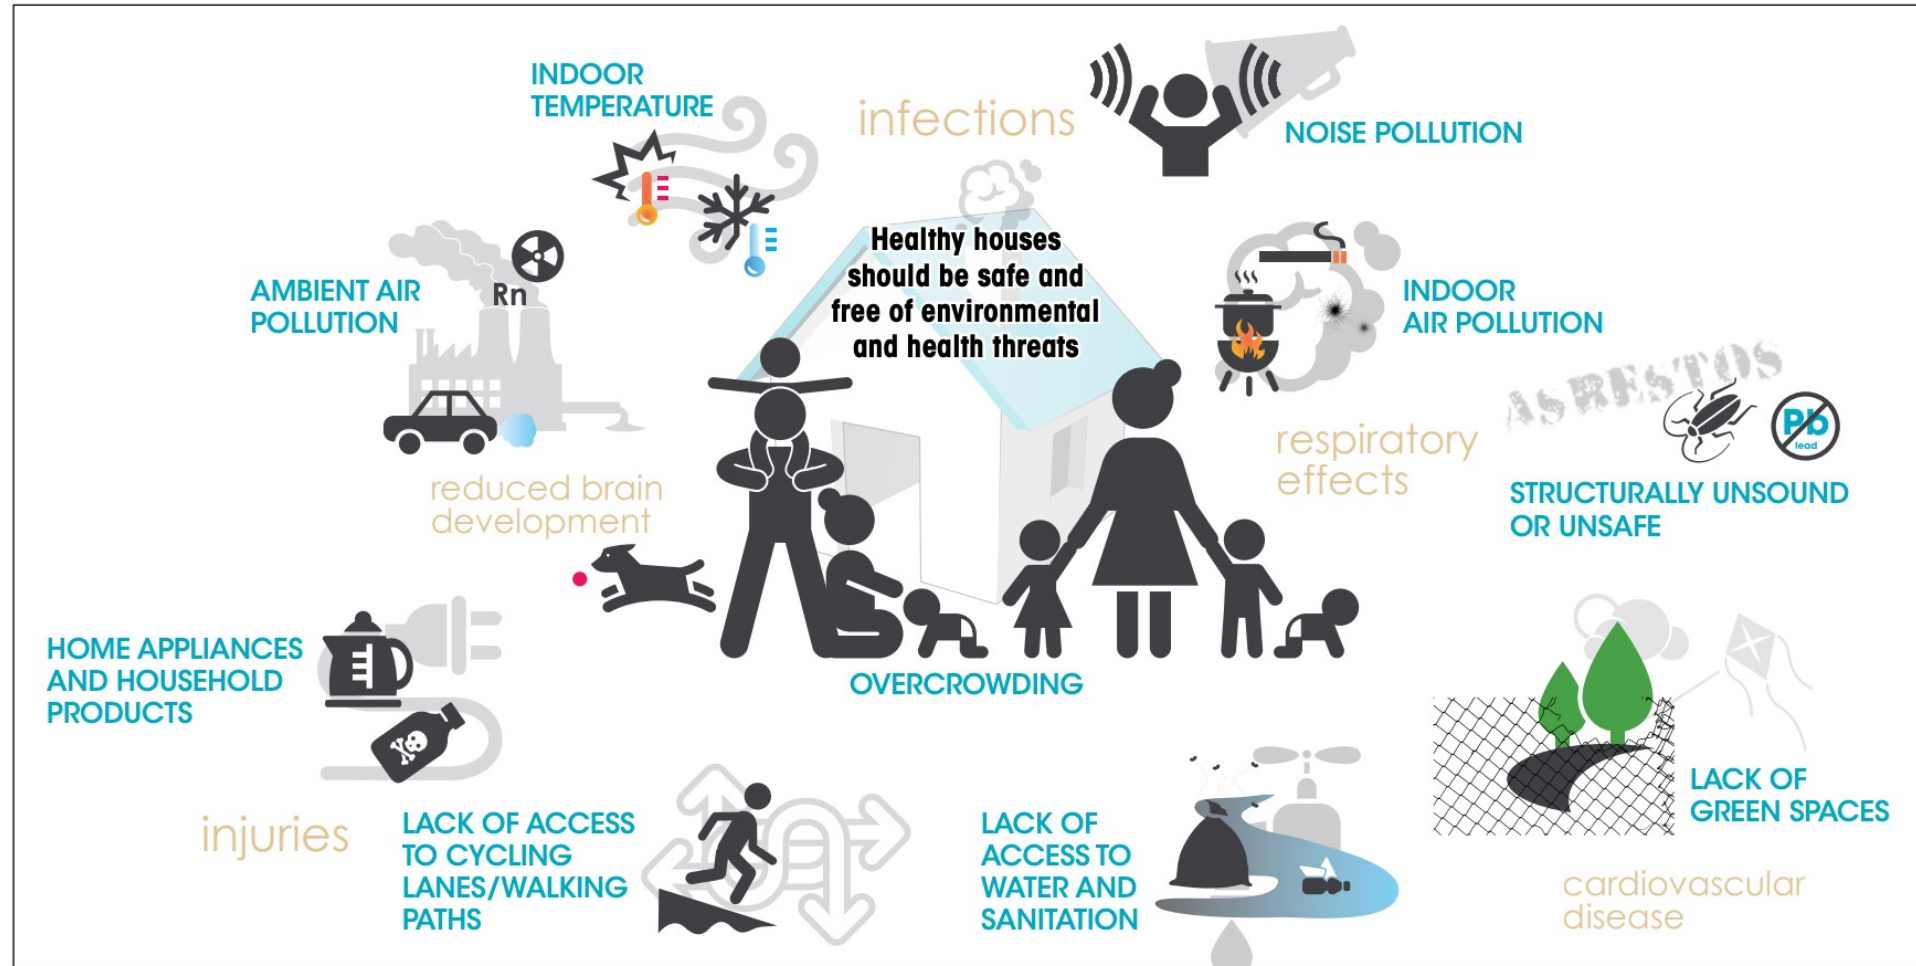 INDOOR
TEMPERATURE
infections
NOISE POLLUTION
Healthy houses
should be safe and
free of environmental
and health threats
AMBIENT AIR
POLLUTION
Rn
INDOOR
AIR POLLUTION
ASBESTOS
Pb
lead
STRUCTURALLY UNSOUND
OR UNSAFE
respiratory
effects
reduced brain
development
HOME APPLIANCES
AND HOUSEHOLD
PRODUCTS
OVERCROWDING
injuries
LACK OF ACCESS
TO CYCLING
LANES/WALKING
PATHS
LACK OF
ACCESS TO
WATER AND
SANITATION
LACK OF
GREEN SPACES
cardiovascular
disease